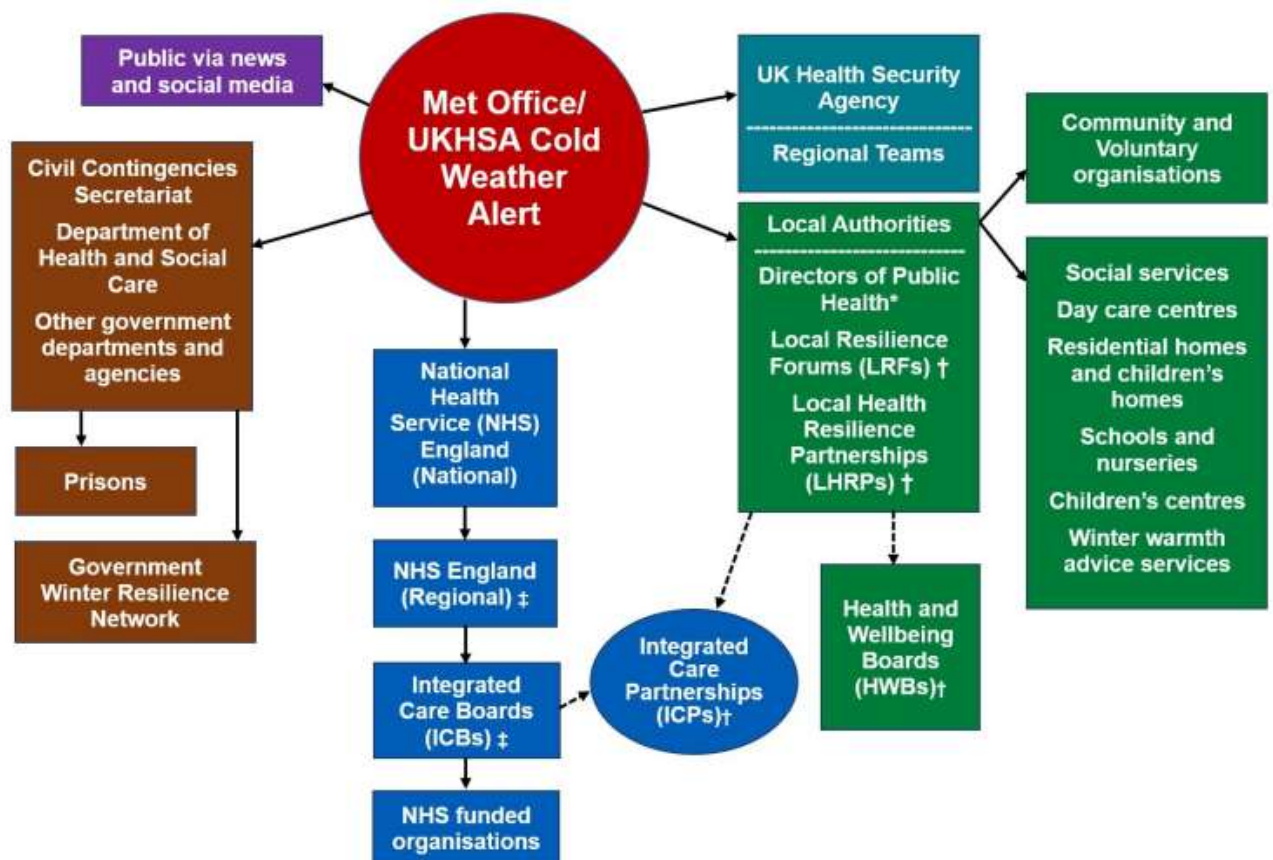 Public via news
and social media
Met Office/
UKHSA Cold
Weather
Alert
UK Health Security
Agency
------------------------------
Regional Teams
Community and
Voluntary
organisations
Civil Contingencies
Secretariat
Department of
Health and Social
Care
Other government
departments and
agencies
Prisons
Government
Winter Resilience
Network
National
Health
Service (NHS)
England
(National)
NHS England
(Regional) ‡
Integrated
Care Boards
(ICBs) ‡
NHS funded
organisations
Integrated
Care
Partnerships
(ICPs)†
Local Authorities
------------------------------
Directors of Public
Health*
Local Resilience
Forums (LRFs) †
Local Health
Resilience
Partnerships
(LHRPs) †
Health and
Wellbeing
Boards
(HWBs)†
Social services
Day care centres
Residential homes
and children’s
homes
Schools and
nurseries
Children’s centres
Winter warmth
advice services